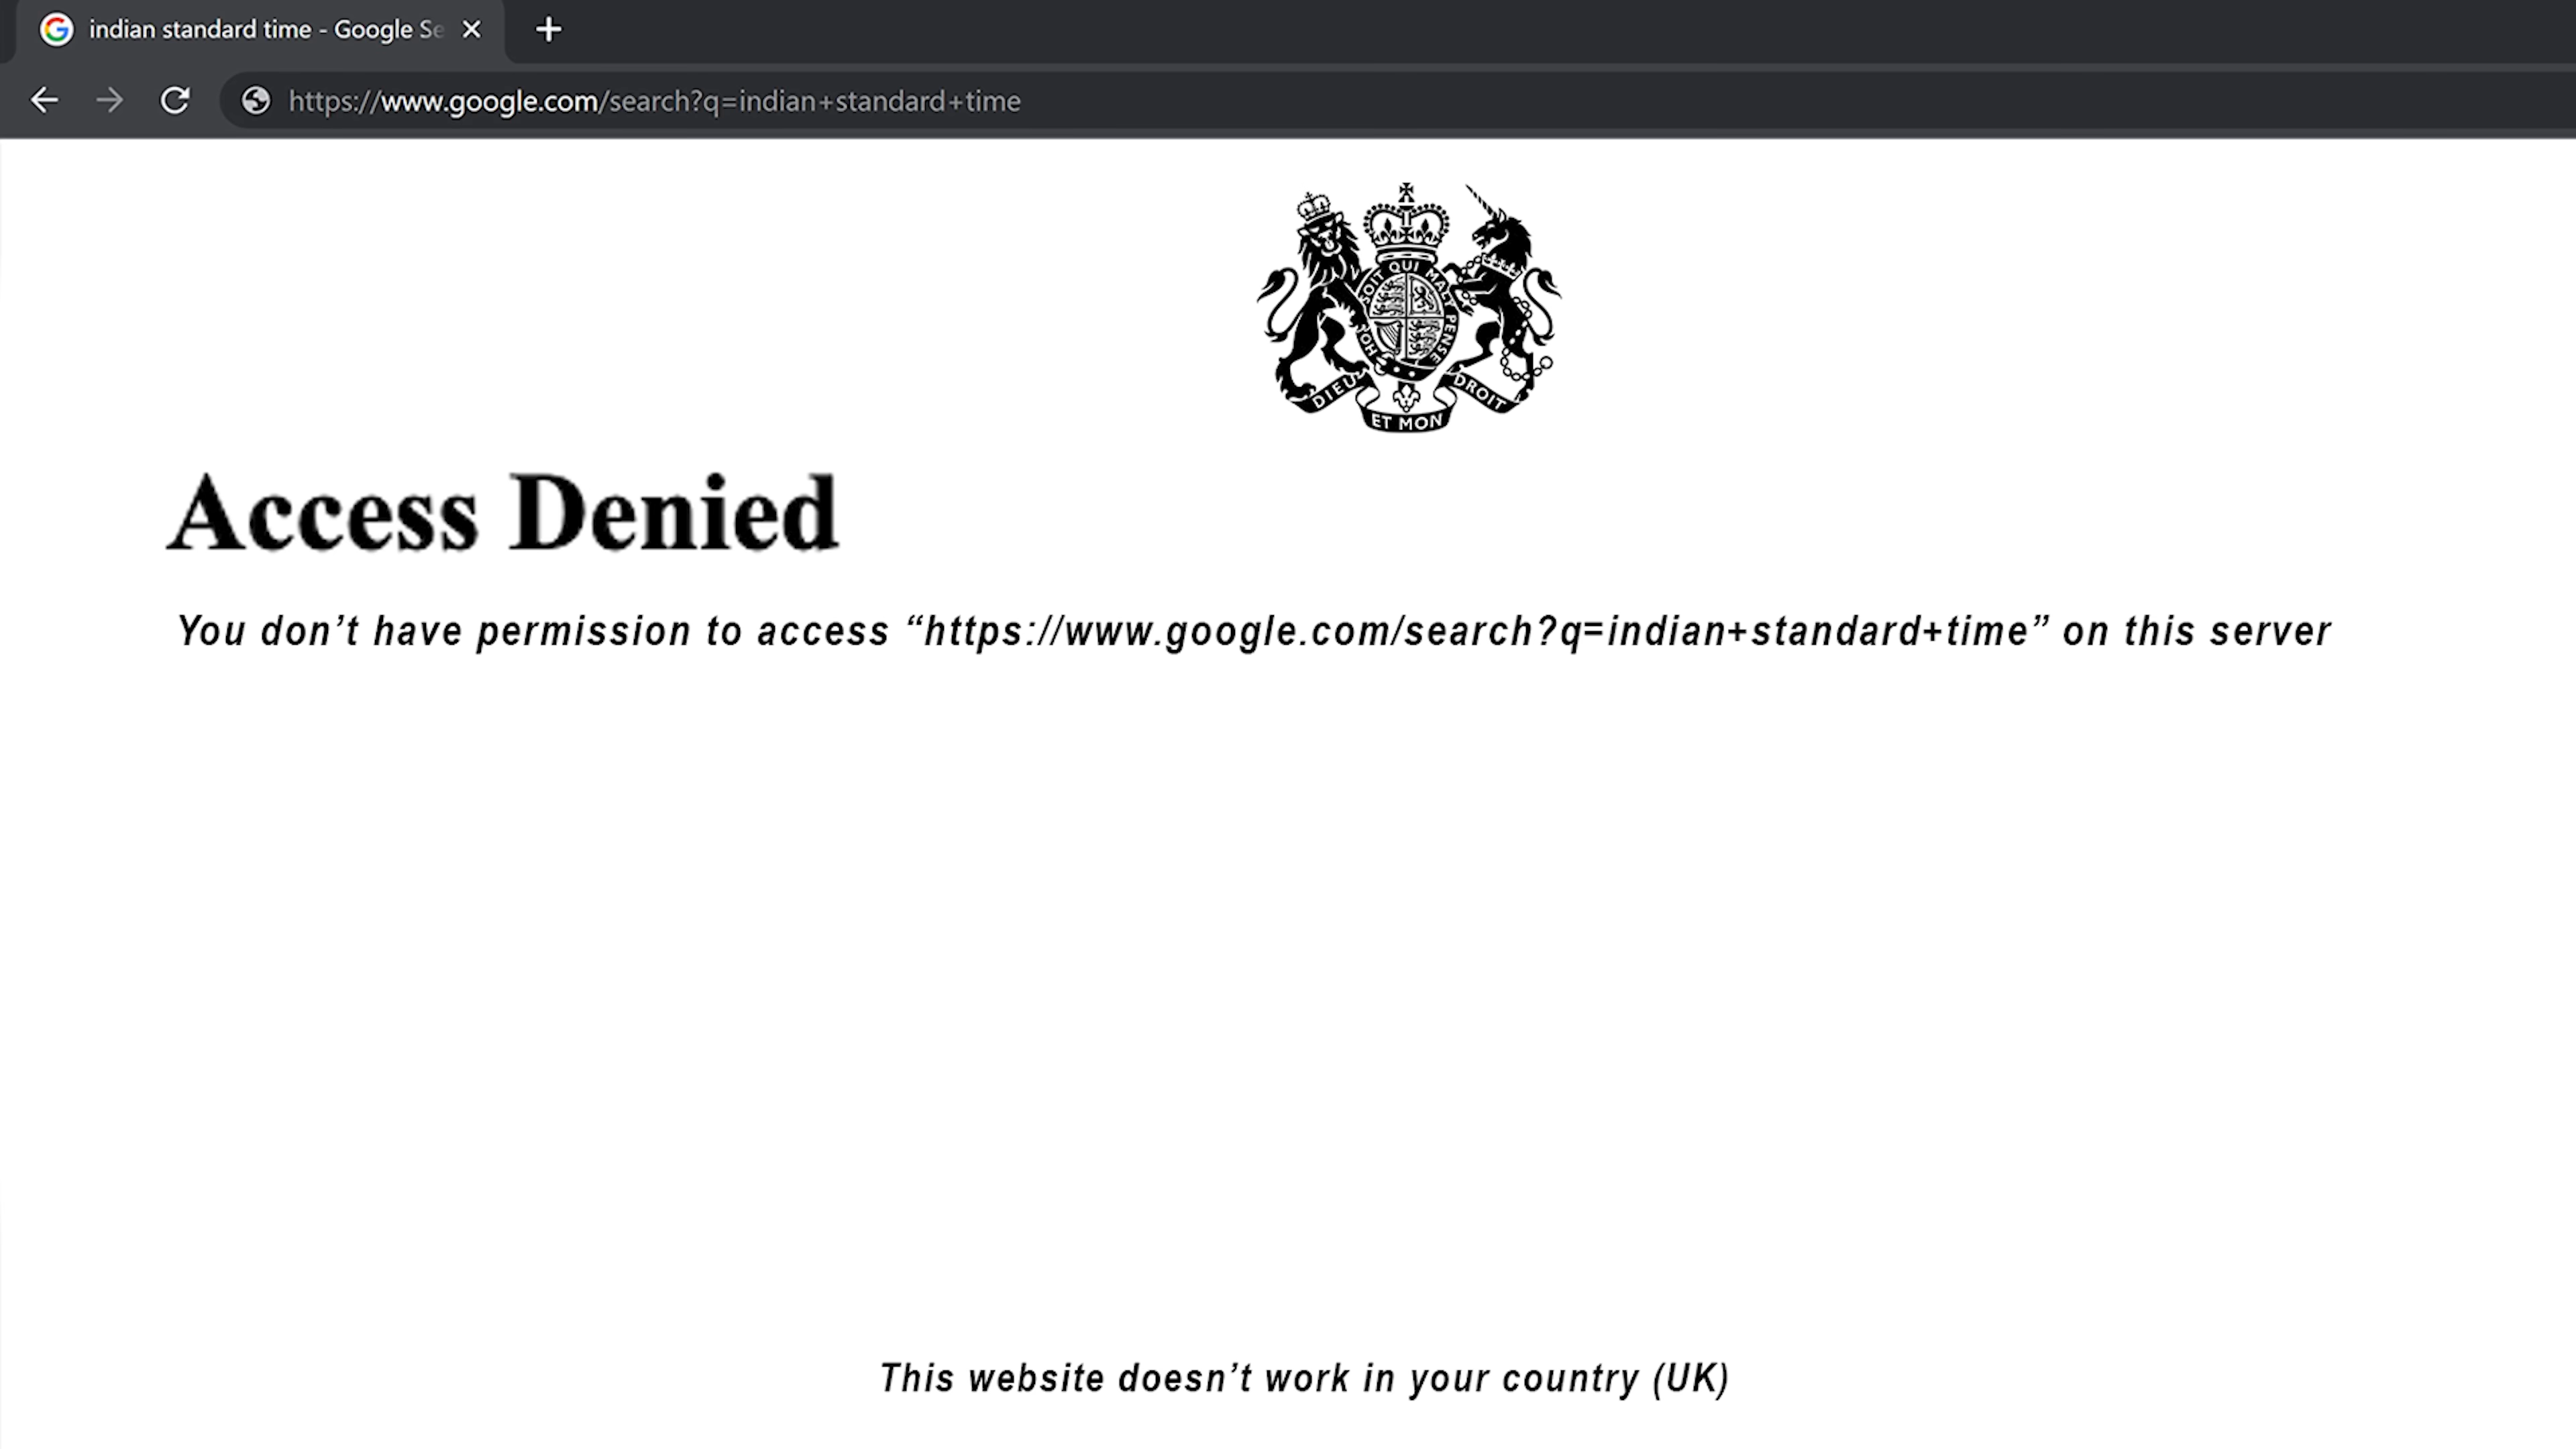 indian standard time - Google Se
https://www.google.com/search?q=indian+standard+time
HONI SOIT QUI MAL Y PENSE
DIEU ET MON DROIT
Access Denied
You don’t have permission to access “https://www.google.com/search?q=indian+standard+time” on this server
This website doesn’t work in your country (UK)